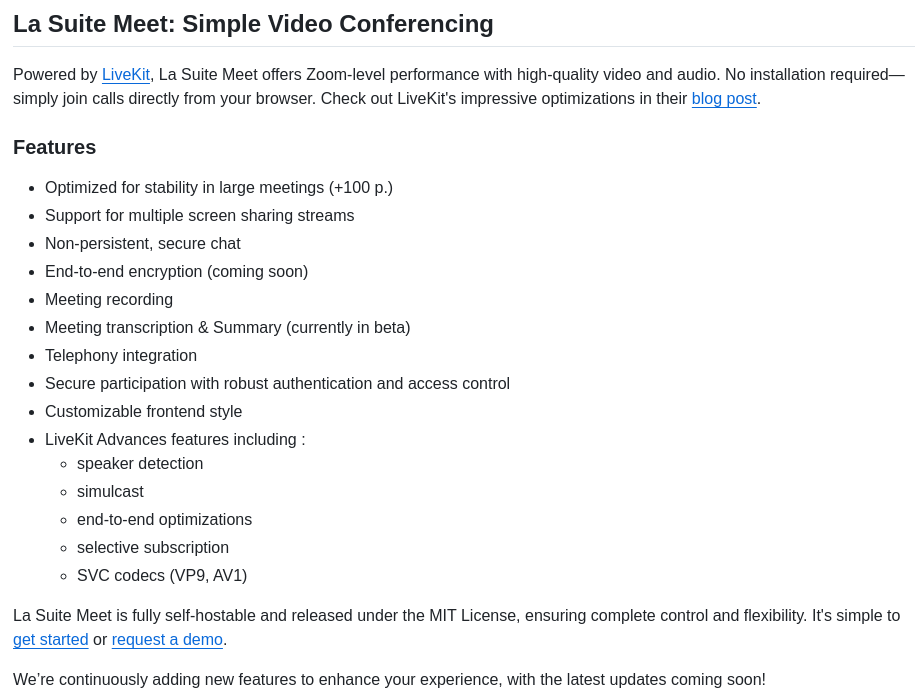 La Suite Meet: Simple Video Conferencing
Powered by LiveKit, La Suite Meet offers Zoom-level performance with high-quality video and audio. No installation required—
simply join calls directly from your browser. Check out LiveKit's impressive optimizations in their blog post.
Features
Optimized for stability in large meetings (+100 p.)
Support for multiple screen sharing streams
Non-persistent, secure chat
End-to-end encryption (coming soon)
Meeting recording
Meeting transcription & Summary (currently in beta)
Telephony integration
Secure participation with robust authentication and access control
Customizable frontend style
LiveKit Advances features including :
speaker detection
simulcast
end-to-end optimizations
selective subscription
SVC codecs (VP9, AV1)
La Suite Meet is fully self-hostable and released under the MIT License, ensuring complete control and flexibility. It's simple to
get started or request a demo.
We’re continuously adding new features to enhance your experience, with the latest updates coming soon!